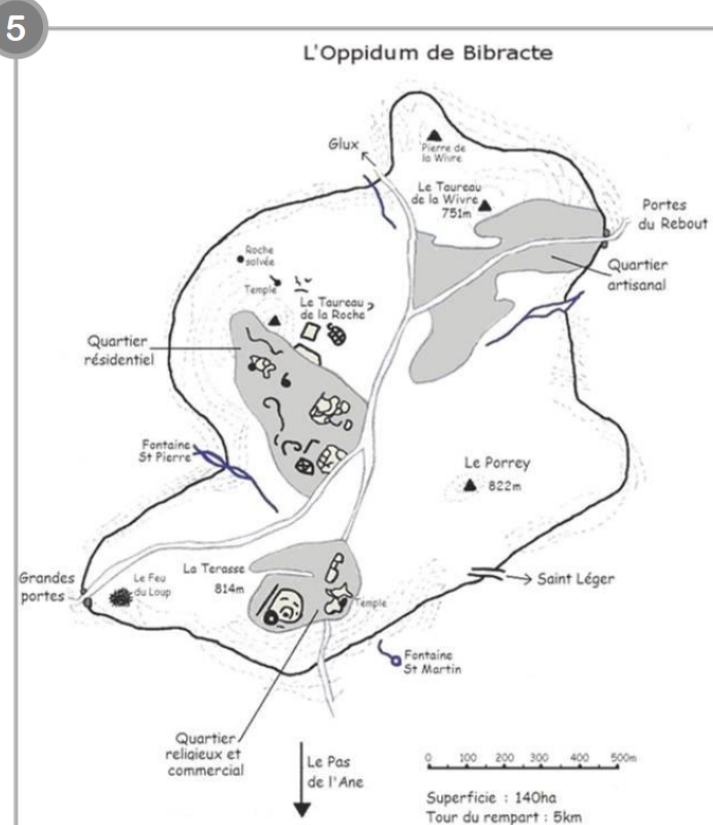 5
L'Oppidum de Bibracte
Glux
Pierre de
la Wivre
Le Taureau
de la Wivre
751m
Portes
du Rebout
Quartier
artisanal
Roche
salvée
Temple
Le Taureau
de la Roche
Quartier
résidentiel
Fontaine
St Pierre
Le Porrey
822m
Grandes
portes
Le Feu
du Loup
La Terasse
814m
Temple
Saint Léger
Fontaine
St Martin
Quartier
religieux et
commercial
Le Pas
de l'Ane
0 100 200 300 400 500m
Superficie : 140ha
Tour du rempart : 5km